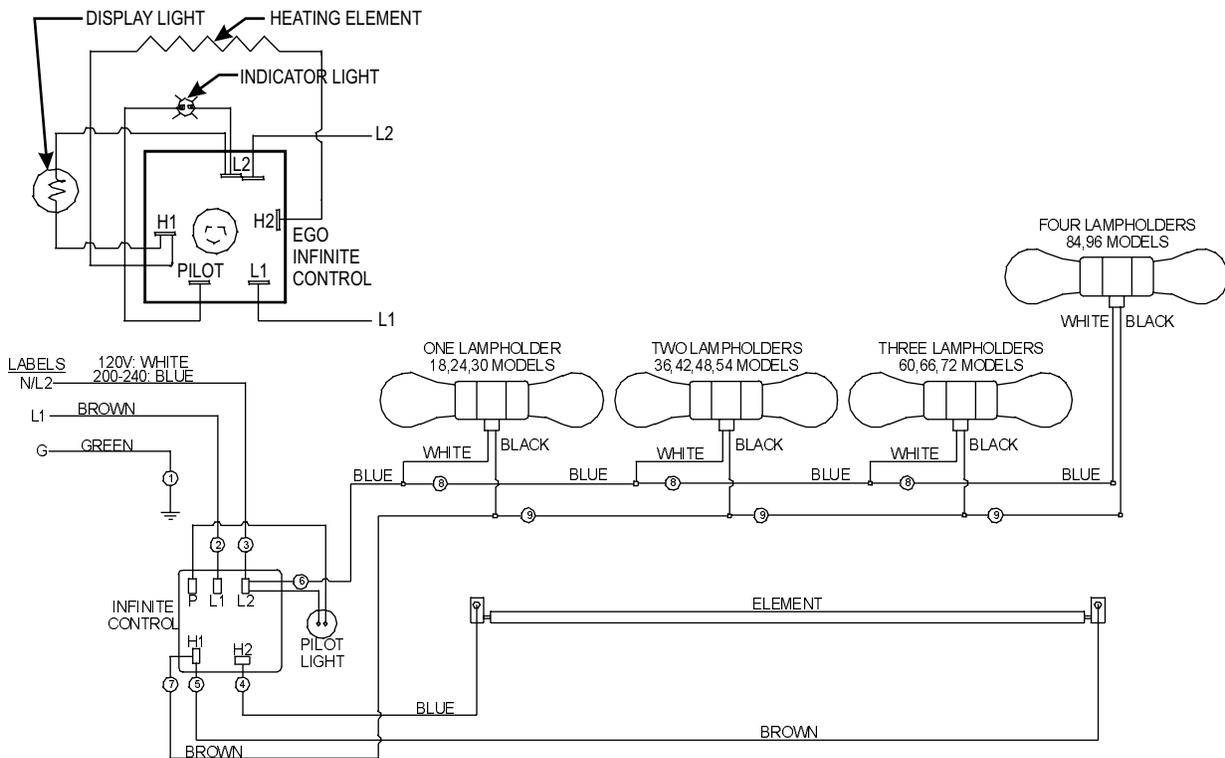 DISPLAY LIGHT
HEATING ELEMENT
INDICATOR LIGHT
L2
L2
H1
H2
EGO
INFINITE
CONTROL
PILOT
L1
L1
FOUR LAMPHOLDERS
84,96 MODELS
WHITE
BLACK
LABELS
120V: WHITE
N/L2
200-240: BLUE
L1
BROWN
G
GREEN
1
ONE LAMPHOLDER
18,24,30 MODELS
TWO LAMPHOLDERS
36,42,48,54 MODELS
THREE LAMPHOLDERS
60,66,72 MODELS
WHITE
BLACK
WHITE
BLACK
WHITE
BLACK
BLUE
8
BLUE
8
BLUE
8
BLUE
9
9
9
2
3
6
P
L1
L2
INFINITE
CONTROL
PILOT
LIGHT
H1
H2
7
5
4
ELEMENT
BLUE
BROWN
BROWN